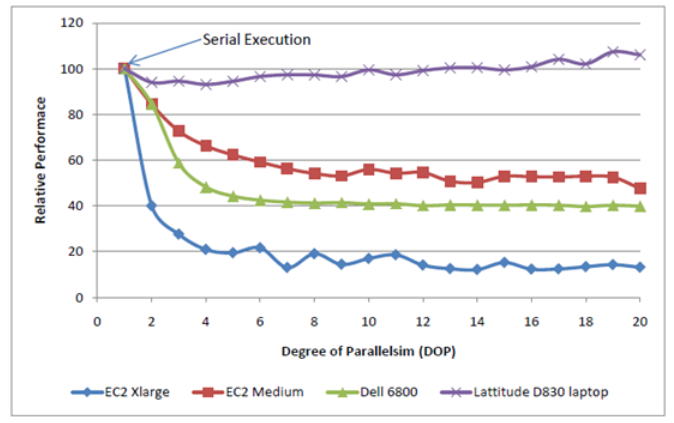 120
Serial Execution
100
80
60
40
20
0
Relative Performace
0 2 4 6 8 10 12 14 16 18 20
Degree of Parallelsim (DOP)
EC2 Xlarge EC2 Medium Dell 6800 Lattitude D830 laptop